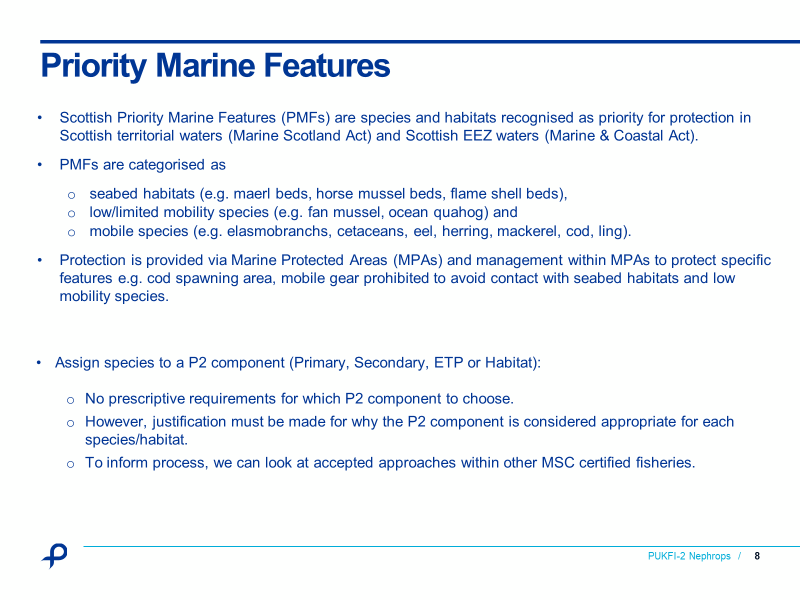 Priority Marine Features
• Scottish Priority Marine Features (PMFs) are species and habitats recognised as priority for protection in
Scottish territorial waters (Marine Scotland Act) and Scottish EEZ waters (Marine & Coastal Act).
• PMFs are categorised as
o seabed habitats (e.g. maerl beds, horse mussel beds, flame shell beds),
o low/limited mobility species (e.g. fan mussel, ocean quahog) and
o mobile species (e.g. elasmobranchs, cetaceans, eel, herring, mackerel, cod, ling).
• Protection is provided via Marine Protected Areas (MPAs) and management within MPAs to protect specific
features e.g. cod spawning area, mobile gear prohibited to avoid contact with seabed habitats and low
mobility species.
• Assign species to a P2 component (Primary, Secondary, ETP or Habitat):
o No prescriptive requirements for which P2 component to choose.
o However, justification must be made for why the P2 component is considered appropriate for each
species/habitat.
o To inform process, we can look at accepted approaches within other MSC certified fisheries.
PUKFI-2 Nephrops / 8